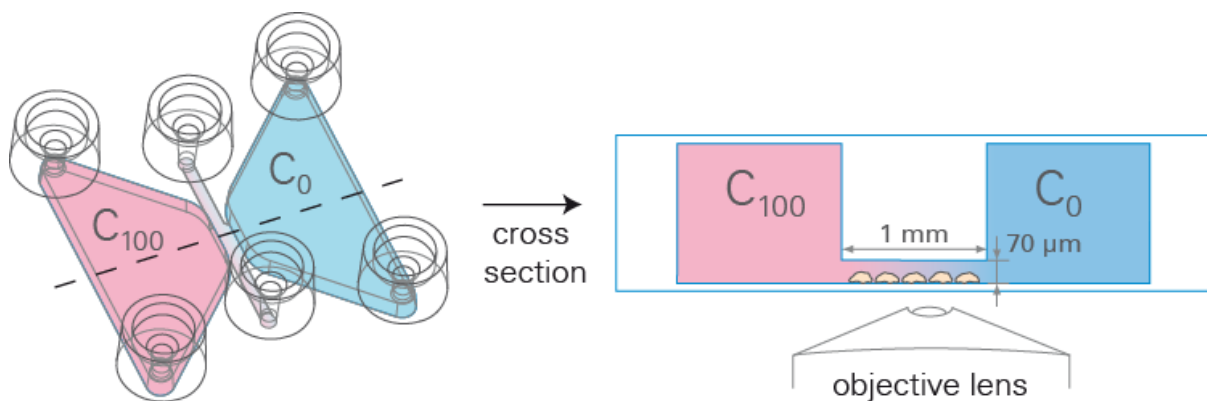 C₁₀₀
C₀
cross
section
C₁₀₀
C₀
1 mm
70 µm
objective lens